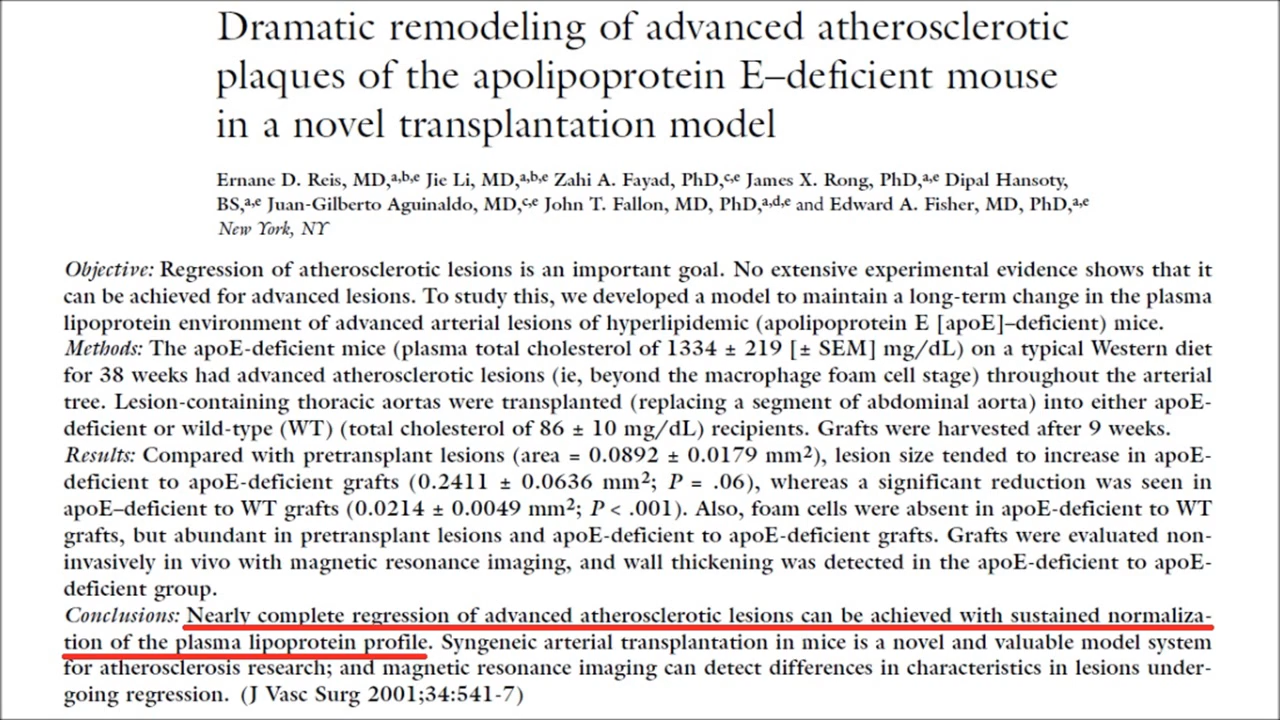 Dramatic remodeling of advanced atherosclerotic
plaques of the apolipoprotein E–deficient mouse
in a novel transplantation model
Ernane D. Reis, MD,a,b,e Jie Li, MD,a,b,e Zahi A. Fayad, PhD,c,e James X. Rong, PhD,a,e Dipal Hansoty,
BS,a,e Juan-Gilberto Aguinaldo, MD,c,e John T. Fallon, MD, PhD,a,d,e and Edward A. Fisher, MD, PhD,a,e
New York, NY
Objective: Regression of atherosclerotic lesions is an important goal. No extensive experimental evidence shows that it
can be achieved for advanced lesions. To study this, we developed a model to maintain a long-term change in the plasma
lipoprotein environment of advanced arterial lesions of hyperlipidemic (apolipoprotein E [apoE]–deficient) mice.
Methods: The apoE-deficient mice (plasma total cholesterol of 1334 ± 219 [± SEM] mg/dL) on a typical Western diet
for 38 weeks had advanced atherosclerotic lesions (ie, beyond the macrophage foam cell stage) throughout the arterial
tree. Lesion-containing thoracic aortas were transplanted (replacing a segment of abdominal aorta) into either apoE-
deficient or wild-type (WT) (total cholesterol of 86 ± 10 mg/dL) recipients. Grafts were harvested after 9 weeks.
Results: Compared with pretransplant lesions (area = 0.0892 ± 0.0179 mm²), lesion size tended to increase in apoE-
deficient to apoE-deficient grafts (0.2411 ± 0.0636 mm²; P = .06), whereas a significant reduction was seen in
apoE–deficient to WT grafts (0.0214 ± 0.0049 mm²; P < .001). Also, foam cells were absent in apoE-deficient to WT
grafts, but abundant in pretransplant lesions and apoE-deficient to apoE-deficient grafts. Grafts were evaluated non-
invasively in vivo with magnetic resonance imaging, and wall thickening was detected in the apoE-deficient to apoE-
deficient group.
Conclusions: Nearly complete regression of advanced atherosclerotic lesions can be achieved with sustained normaliza-
tion of the plasma lipoprotein profile. Syngeneic arterial transplantation in mice is a novel and valuable model system
for atherosclerosis research; and magnetic resonance imaging can detect differences in characteristics in lesions under-
going regression. (J Vasc Surg 2001;34:541-7)